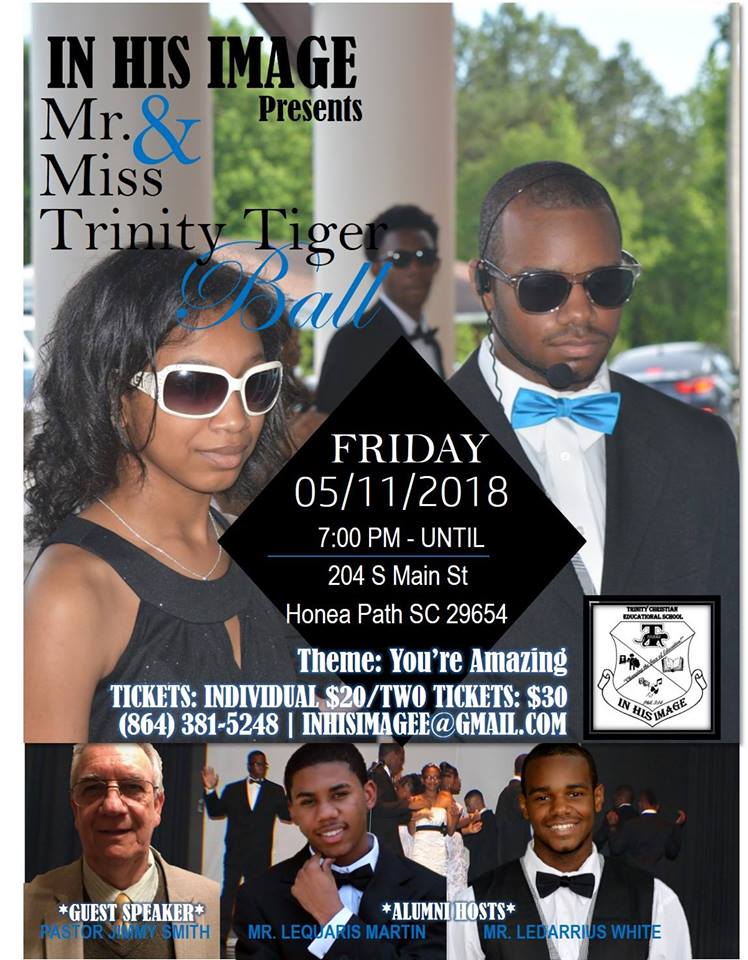 IN HIS IMAGE
Presents
Mr. &
Miss
Trinity Tiger
Ball
FRIDAY
05/11/2018
7:00 PM - UNTIL
204 S Main St
Honea Path SC 29654
Theme: You're Amazing
TICKETS: INDIVIDUAL $20/TWO TICKETS: $30
(864) 381-5248 | INHISIMAGEE@GMAIL.COM
TRINITY CHRISTIAN
EDUCATIONAL SCHOOL
T
IN HIS IMAGE
*GUEST SPEAKER*
PASTOR JIMMY SMITH
*ALUMNI HOSTS*
MR. LEQUARIS MARTIN
MR. LEDARRIUS WHITE